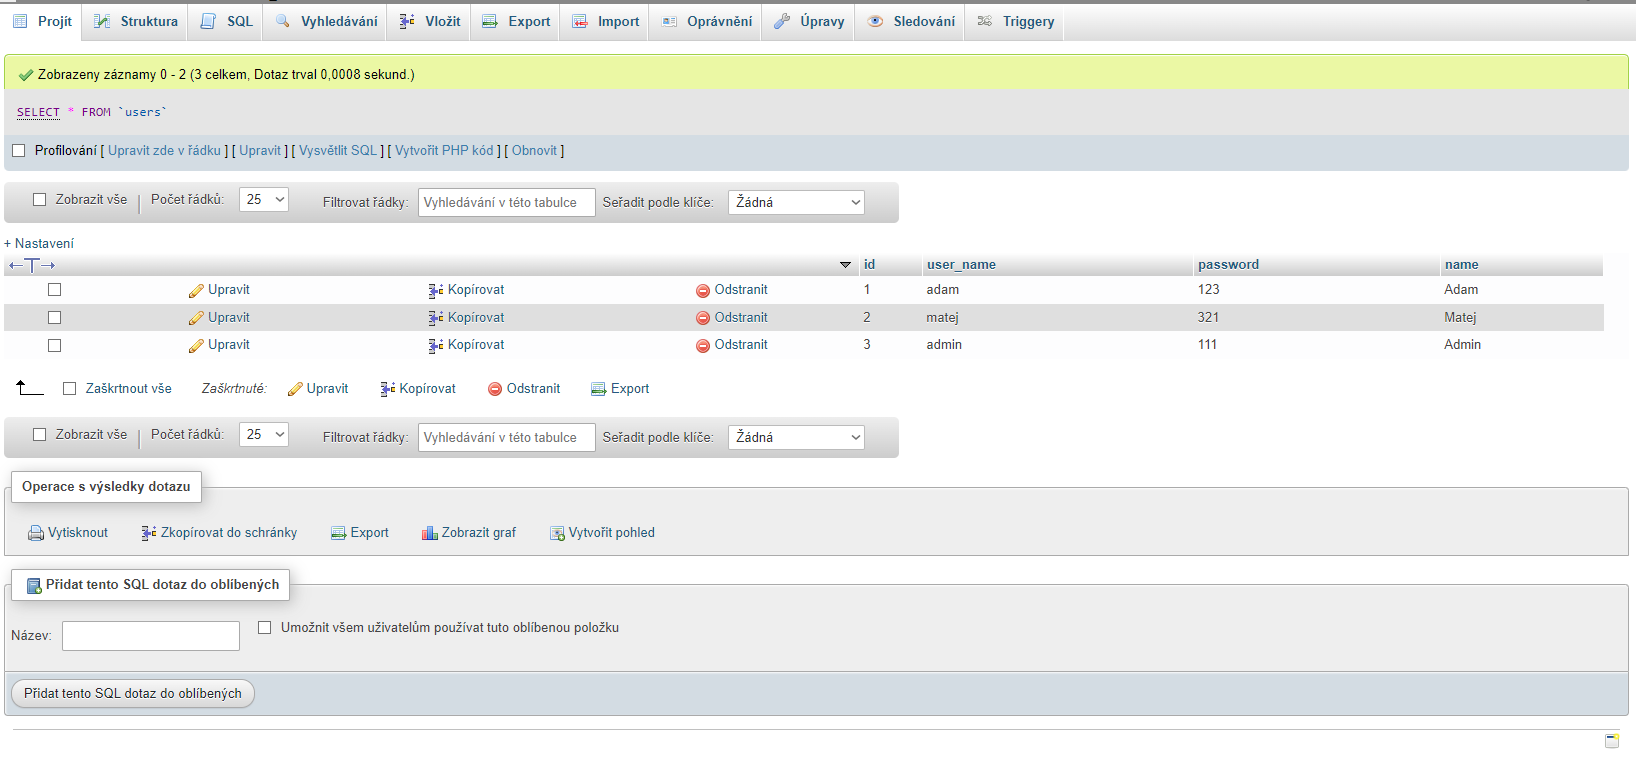 Projít Struktura SQL Vyhledávání Vložit Export Import Oprávnění Úpravy Sledování Triggery
Zobrazeny záznamy 0 - 2 (3 celkem, Dotaz trval 0,0008 sekund.)
SELECT * FROM `users`
Profilování [ Upravit zde v řádku ] [ Upravit ] [ Vysvětlit SQL ] [ Vytvořit PHP kód ] [ Obnovit ]
Zobrazit vše Počet řádků: 25 Filtrovat řádky: Vyhledávání v této tabulce Seřadit podle klíče: Žádná
+ Nastavení
←T→ id user_name password name
Upravit Kopírovat Odstranit 1 adam 123 Adam
Upravit Kopírovat Odstranit 2 matej 321 Matej
Upravit Kopírovat Odstranit 3 admin 111 Admin
Zaškrtnout vše Zaškrtnuté: Upravit Kopírovat Odstranit Export
Zobrazit vše Počet řádků: 25 Filtrovat řádky: Vyhledávání v této tabulce Seřadit podle klíče: Žádná
Operace s výsledky dotazu
Vytisknout Zkopírovat do schránky Export Zobrazit graf Vytvořit pohled
Přidat tento SQL dotaz do oblíbených
Název: Umožnit všem uživatelům používat tuto oblíbenou položku
Přidat tento SQL dotaz do oblíbených